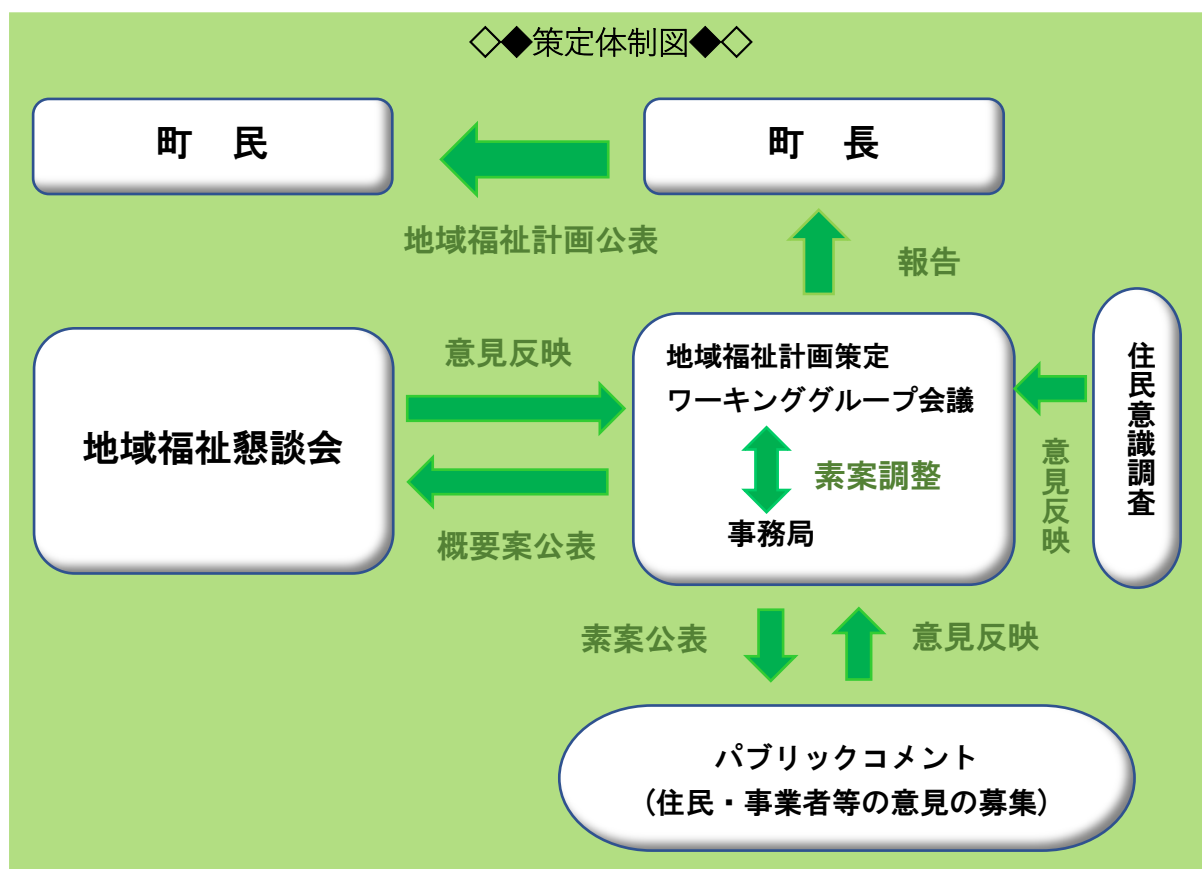 ◇◆策定体制図◆◇
町　民
町　長
地域福祉計画公表
報告
地域福祉懇談会
意見反映
概要案公表
地域福祉計画策定
ワーキンググループ会議
素案調整
事務局
意見反映
住民意識調査
素案公表
意見反映
パブリックコメント
(住民・事業者等の意見の募集)